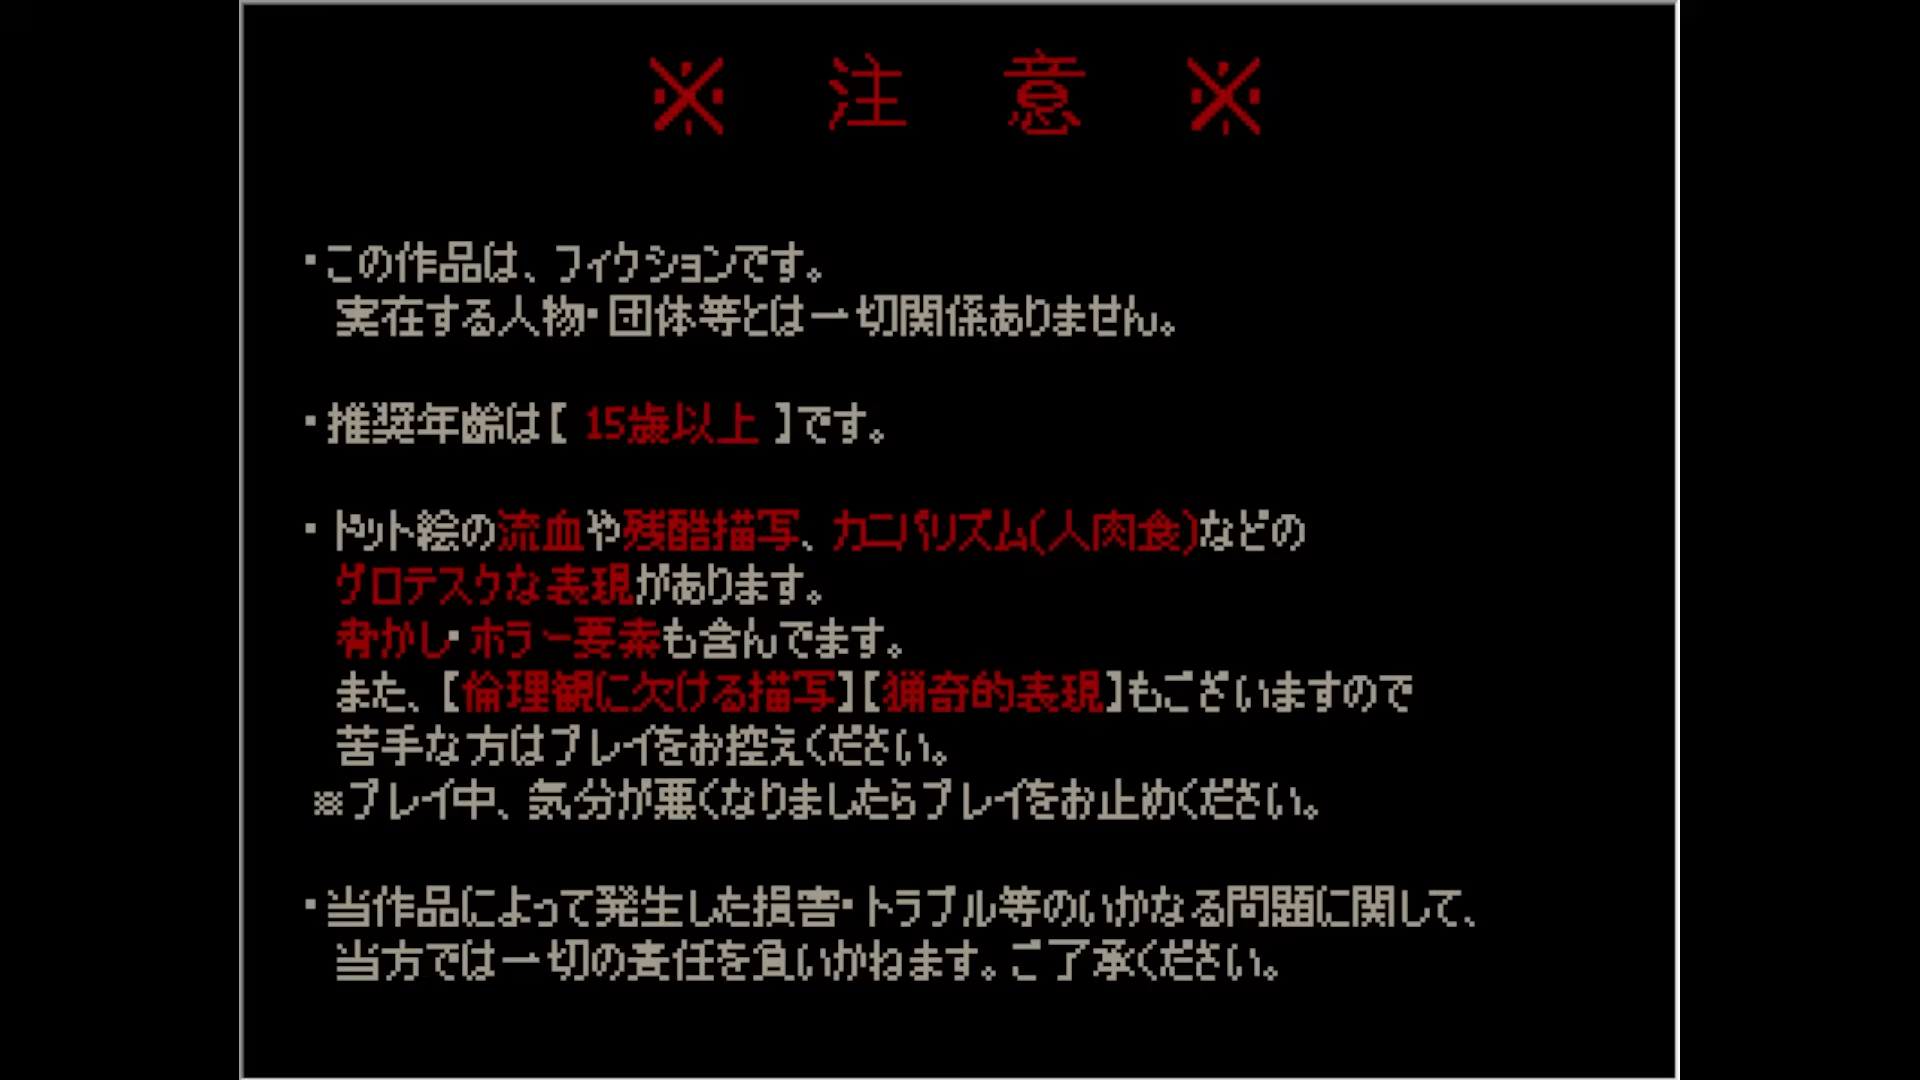 ※　注　意　※
・この作品は、フィクションです。
実在する人物・団体等とは一切関係ありません。
・推奨年齢は【 15歳以上 】です。
・ドット絵の流血や残酷描写、カニバリズム(人肉食)などの
グロテスクな表現があります。
脅かし・ホラー要素も含んでます。
また、【倫理観に欠ける描写】【猟奇的表現】もございますので
苦手な方はプレイをお控えください。
※プレイ中、気分が悪くなりましたらプレイをお止めください。
・当作品によって発生した損害・トラブル等のいかなる問題に関して、
当方では一切の責任を負いかねます。ご了承ください。